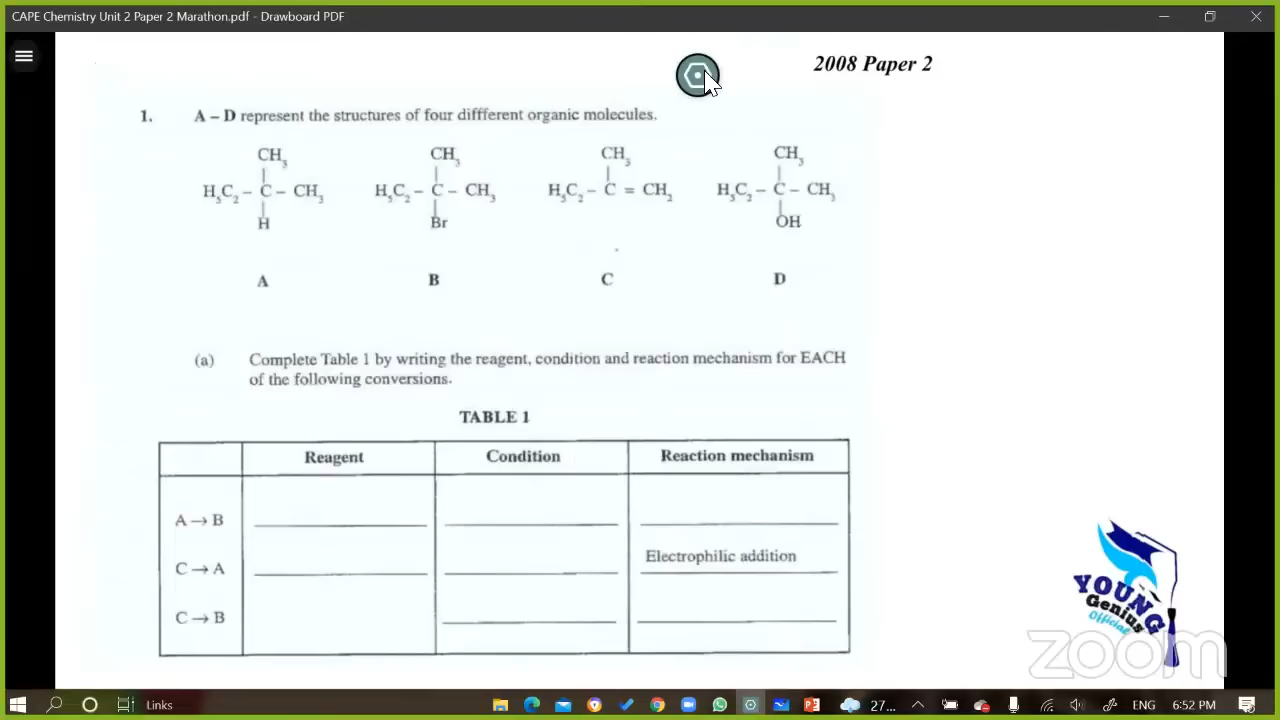 CAPE Chemistry Unit 2 Paper 2 Marathon.pdf - Drawboard PDF
2008 Paper 2
1. A – D represent the structures of four diffferent organic molecules.
CH₃ CH₃ CH₃ CH₃
H₅C₂ – C – CH₃ H₅C₂ – C – CH₃ H₅C₂ – C = CH₂ H₅C₂ – C – CH₃
H Br OH
A B C D
(a) Complete Table 1 by writing the reagent, condition and reaction mechanism for EACH
of the following conversions.
TABLE 1
Reagent Condition Reaction mechanism
A → B
Electrophilic addition
C → A
C → B
YOUNG
Genius
Official
zoom
Links
27...
ENG
6:52 PM